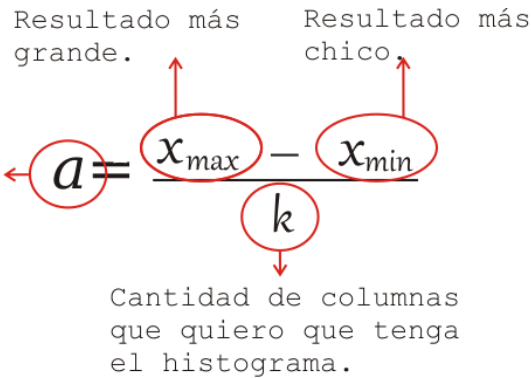 Resultado más
grande.
Resultado más
chico.
a = (x_max − x_min) / k
Cantidad de columnas
que quiero que tenga
el histograma.